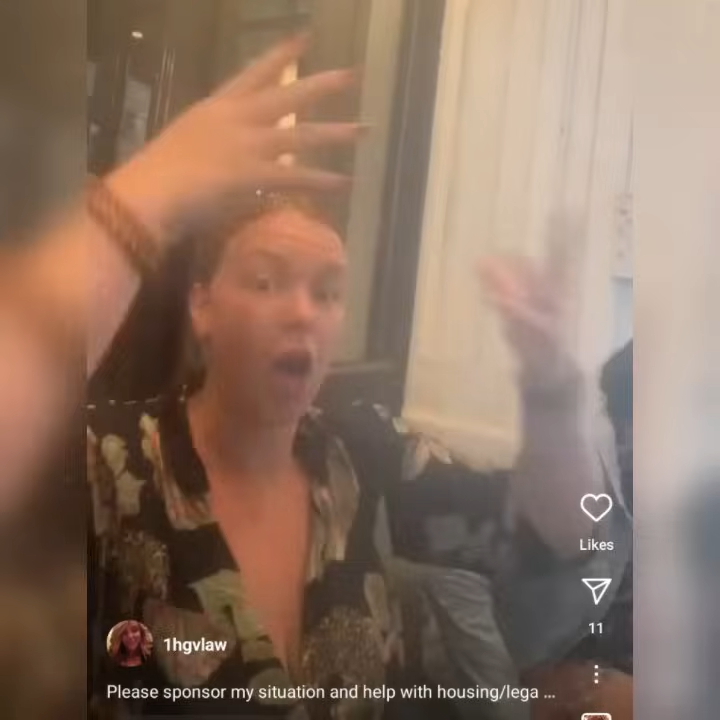 Likes
11
1hgvlaw
Please sponsor my situation and help with housing/lega ...